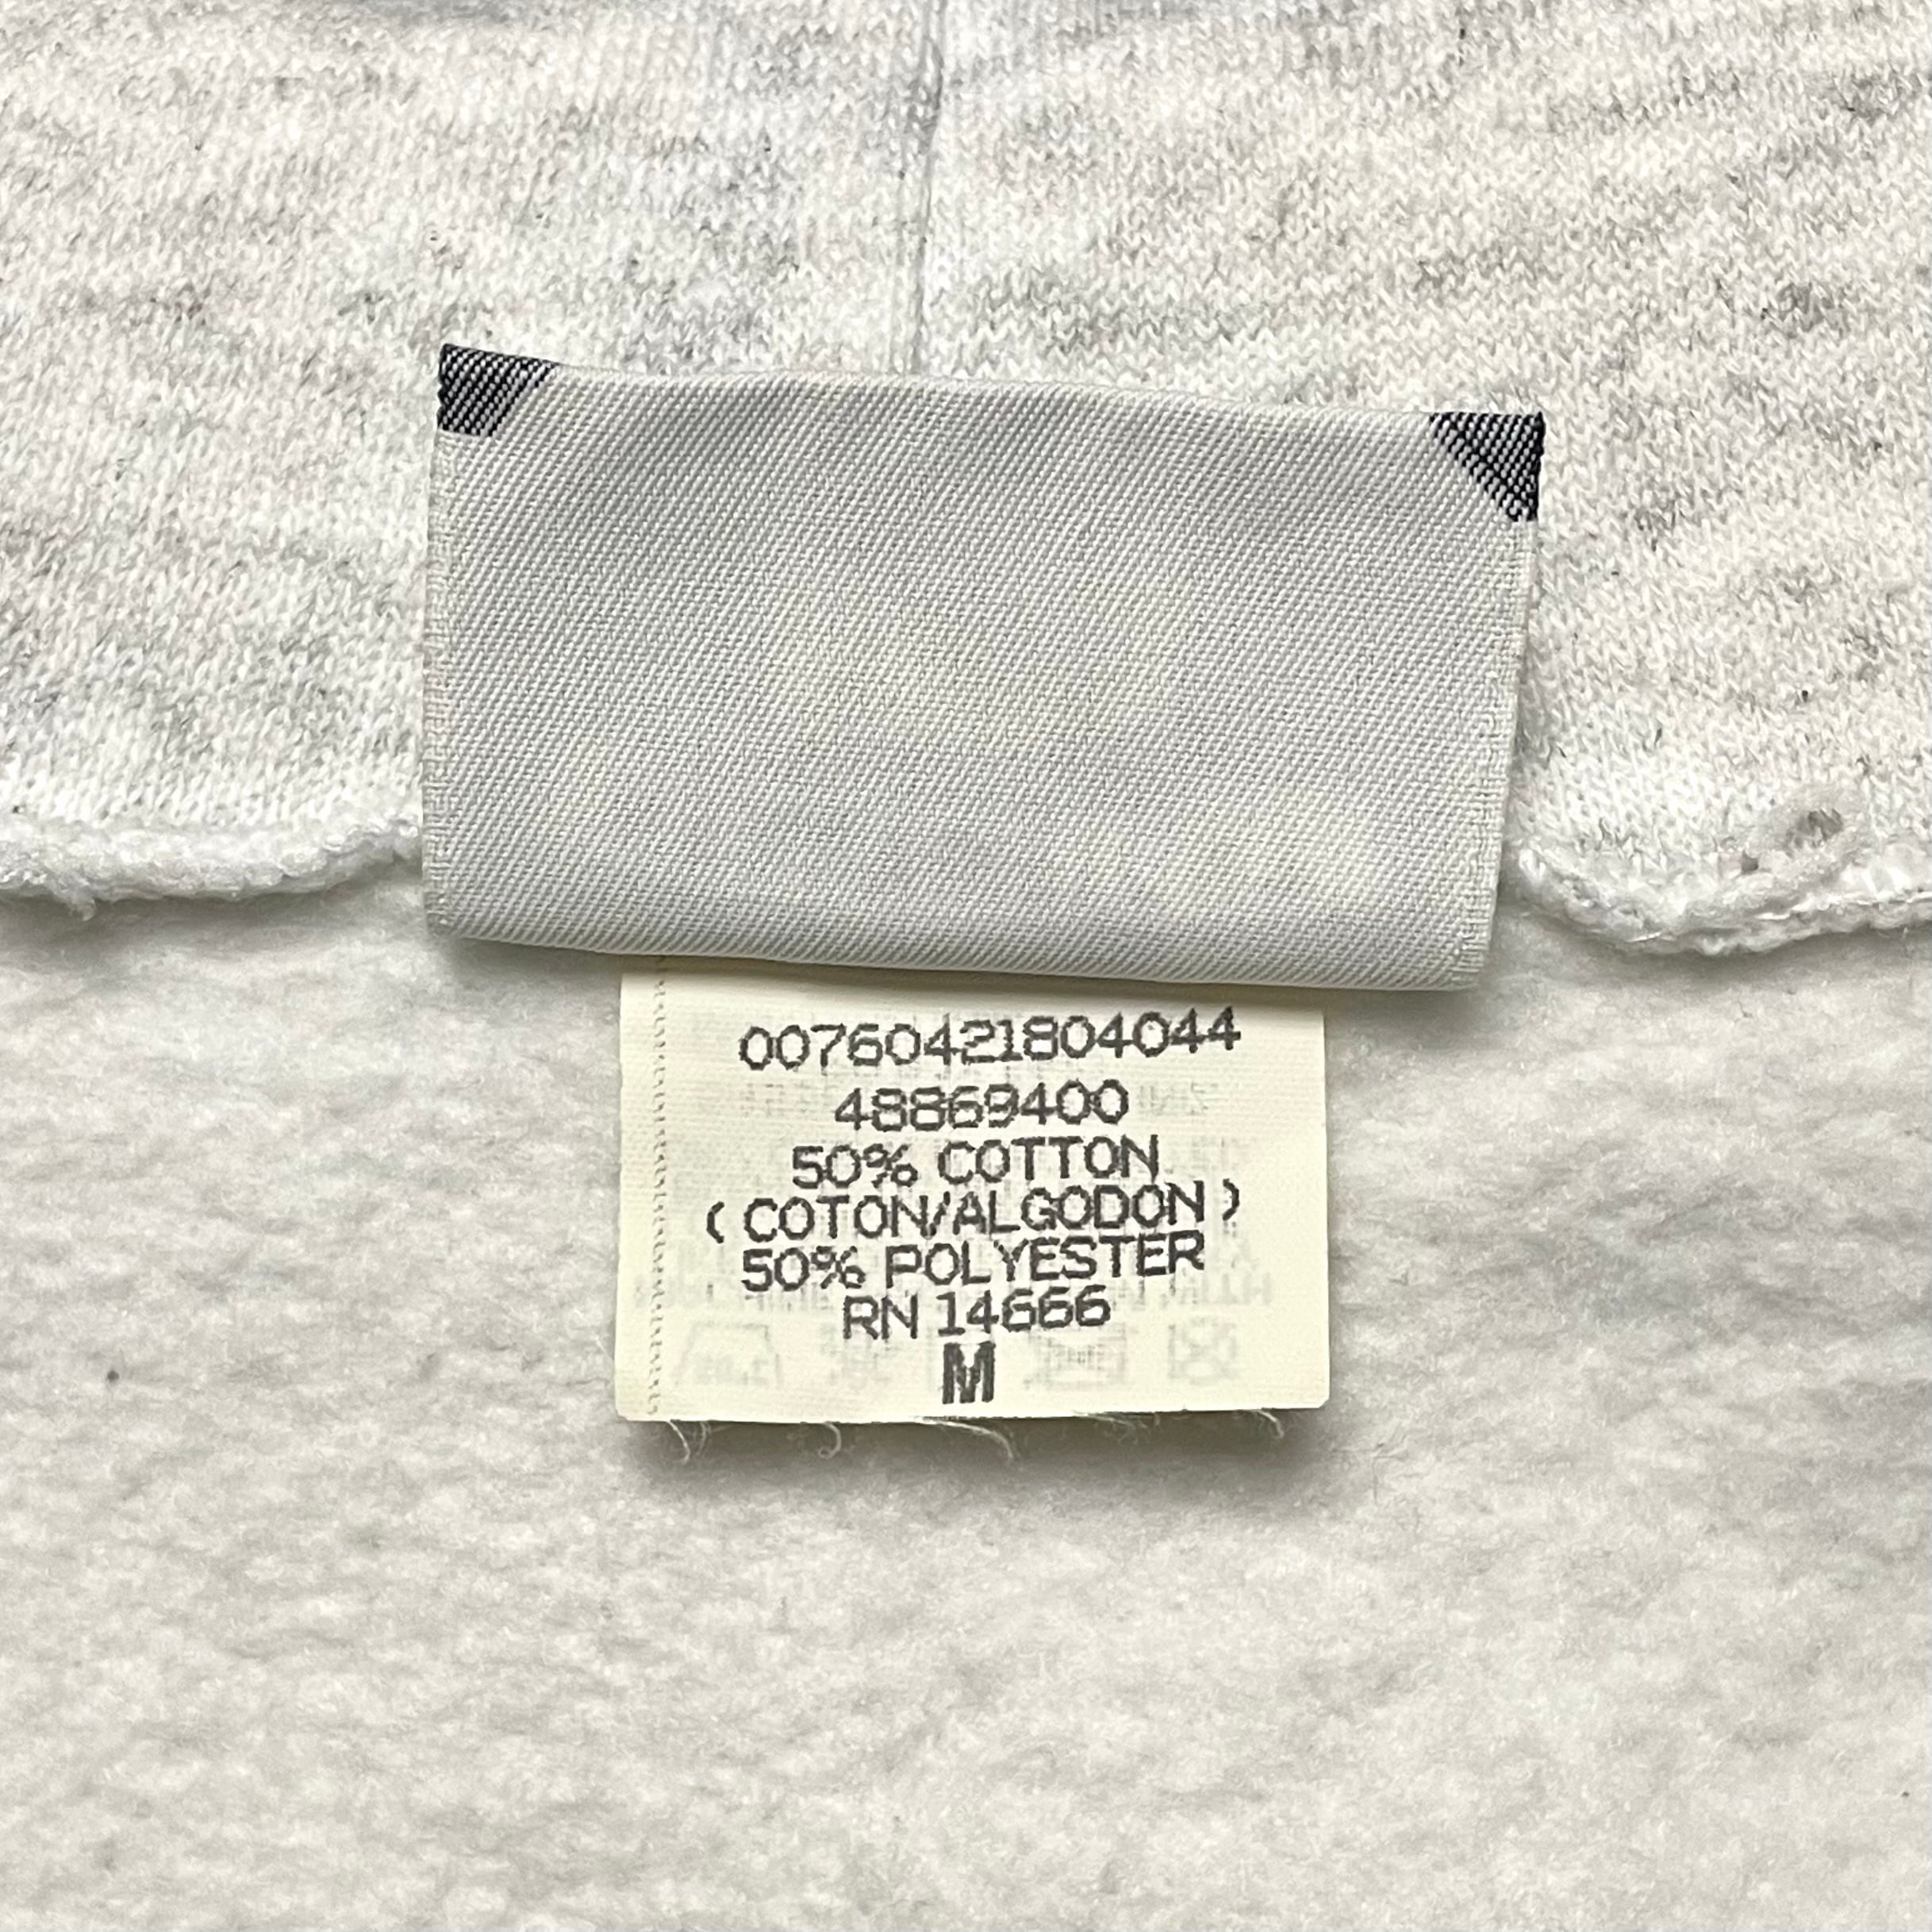 00760421804044
48869400
50% COTTON
( COTON/ALGODON )
50% POLYESTER
RN 14666
M